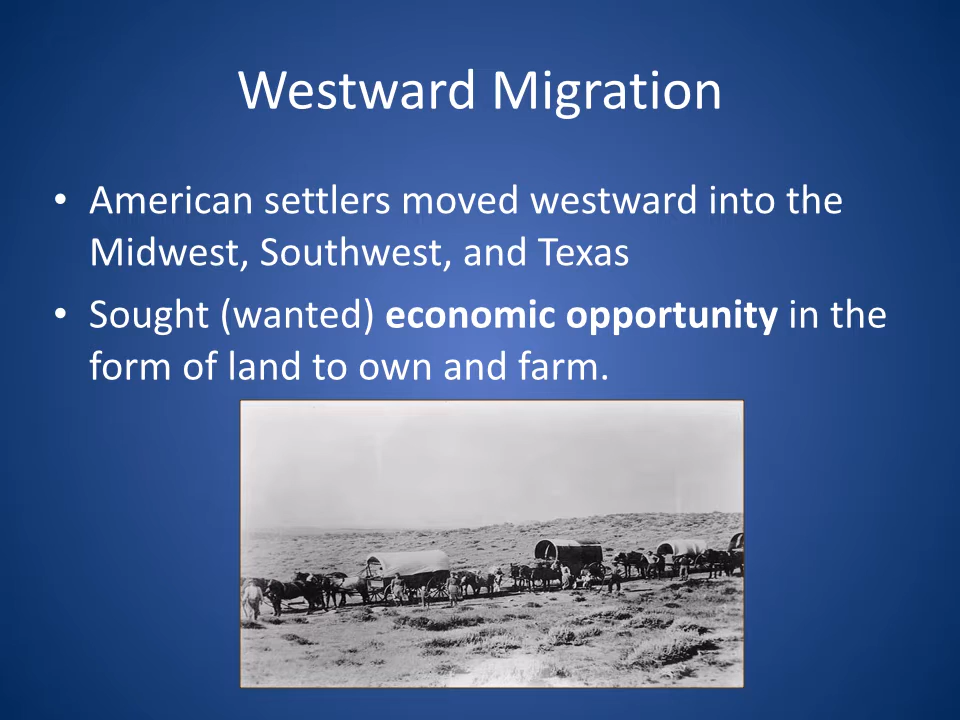 Westward Migration
• American settlers moved westward into the
Midwest, Southwest, and Texas
• Sought (wanted) economic opportunity in the
form of land to own and farm.